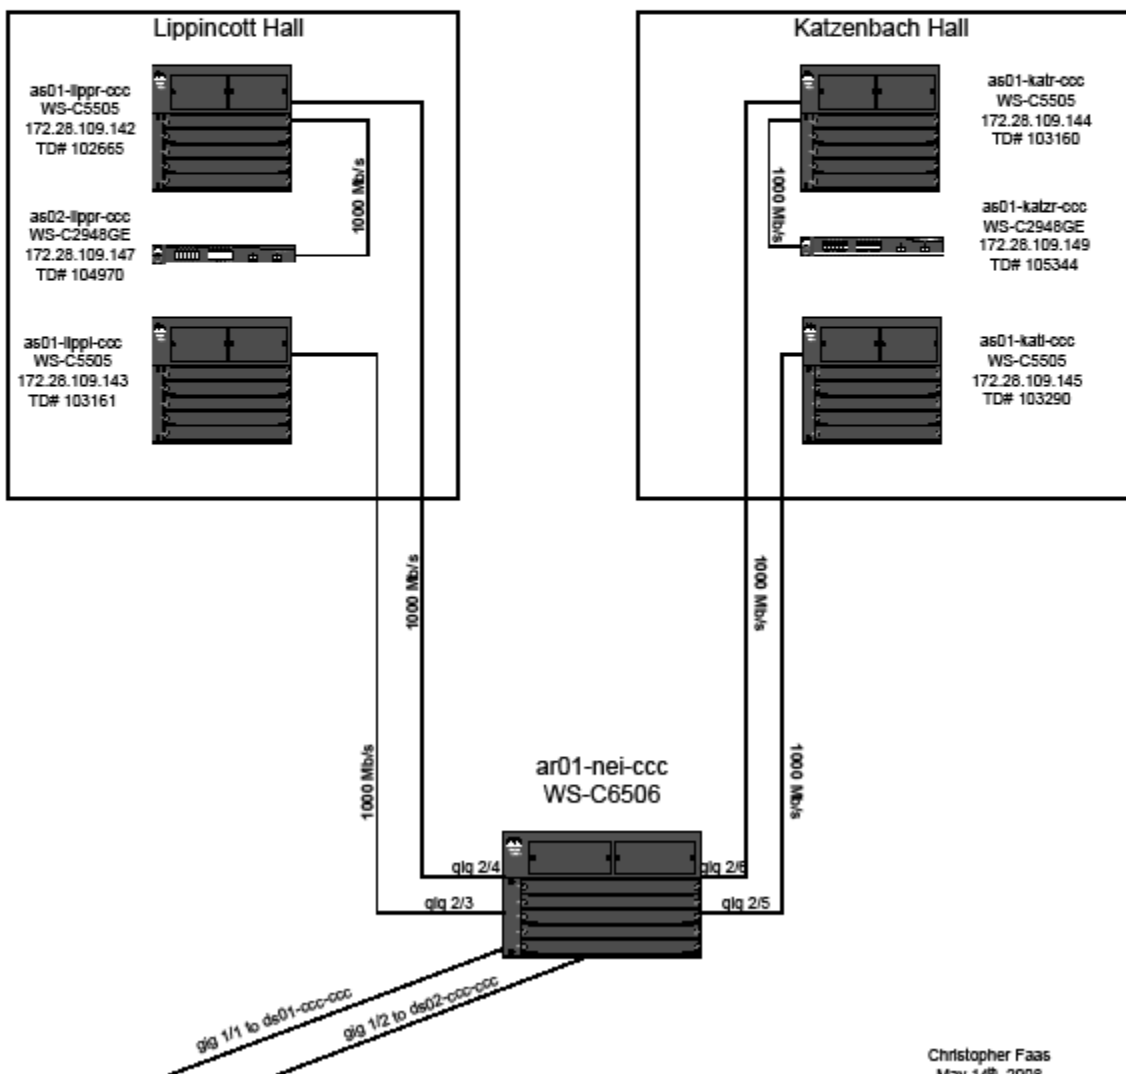 Lippincott Hall
as01-lippr-ccc
WS-C5505
172.28.109.142
TD# 102665
1000 Mb/s
as02-lippr-ccc
WS-C2948GE
172.28.109.147
TD# 104970
as01-lippl-ccc
WS-C5505
172.28.109.143
TD# 103161
Katzenbach Hall
as01-katr-ccc
WS-C5505
172.28.109.144
TD# 103160
1000 Mb/s
as01-katzr-ccc
WS-C2948GE
172.28.109.149
TD# 105344
as01-katl-ccc
WS-C5505
172.28.109.145
TD# 103290
1000 Mb/s
1000 Mb/s
1000 Mb/s
1000 Mb/s
ar01-nei-ccc
WS-C6506
gig 2/4
gig 2/6
gig 2/3
gig 2/5
gig 1/1 to ds01-ccc-ccc
gig 1/2 to ds02-ccc-ccc
Christopher Faas
May 14th,